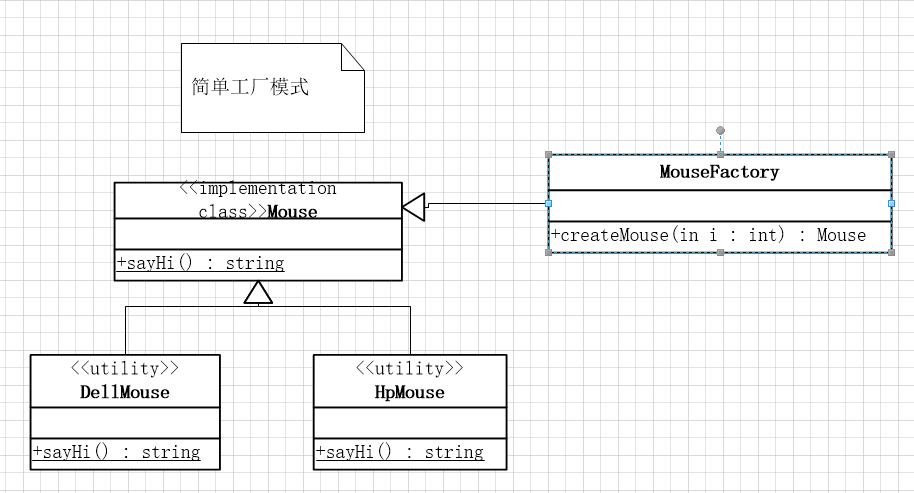 简单工厂模式
<<implementation
class>>Mouse
+sayHi() : string
MouseFactory
+createMouse(in i : int) : Mouse
<<utility>>
DellMouse
+sayHi() : string
<<utility>>
HpMouse
+sayHi() : string